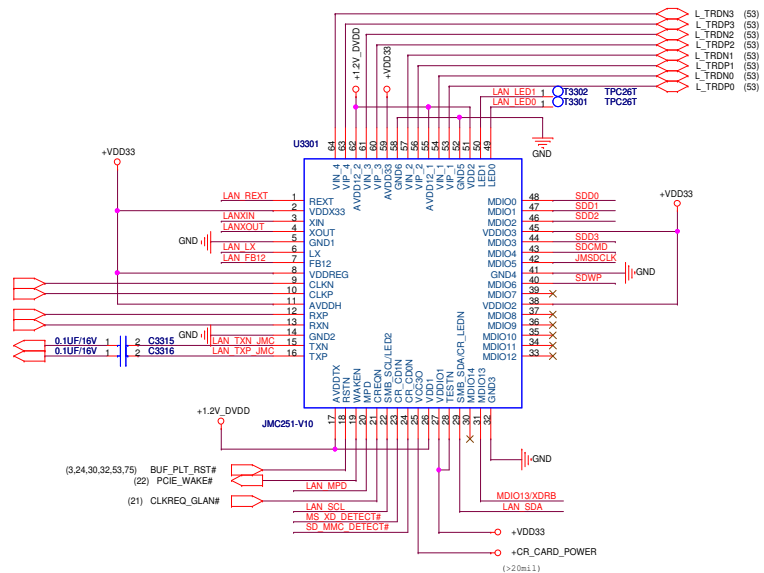 L_TRDN3 (53)
L_TRDP3 (53)
L_TRDN2 (53)
L_TRDP2 (53)
L_TRDN1 (53)
L_TRDP1 (53)
L_TRDN0 (53)
L_TRDP0 (53)
+1.2V_DVDD
+VDD33
LAN_LED1 1 T3302 TPC26T
LAN_LED0 1 T3301 TPC26T
GND
U3301
64 63 62 61 60 59 58 57 56 55 54 53 52 51 50 49
VIN_4 VIP_4 AVDD12_2 VIN_3 VIP_3 AVDD33 GND6 VIN_2 VIP_2 AVDD12_1 VIN_1 VIP_1 GND5 VDD2 LED1 LED0
+VDD33
+VDD33
LAN_REXT 1 REXT
2 VDDX33
LANXIN 3 XIN
LANXOUT 4 XOUT
GND 5 GND1
LAN_LX 6 LX
LAN_FB12 7 FB12
8 VDDREG
9 CLKN
10 CLKP
11 AVDDH
12 RXP
13 RXN
GND 14 GND2
0.1UF/16V 1 2 C3315 LAN_TXN_JMC 15 TXN
0.1UF/16V 1 2 C3316 LAN_TXP_JMC 16 TXP
MDIO0 48 SDD0
MDIO1 47 SDD1
MDIO2 46 SDD2
VDDIO3 45
MDIO3 44 SDD3
MDIO4 43 SDCMD
MDIO5 42 JMSDCLK
GND4 41 GND
MDIO6 40 SDWP
MDIO7 39
VDDIO2 38
MDIO8 37
MDIO9 36
MDIO10 35
MDIO11 34
MDIO12 33
AVDDTX RSTN WAKEN MPD CREQN SMB_SCL/LED2 CR_CD1N CR_CD0N VCC3O VDD1 VDDIO1 TESTN SMB_SDA/CR_LEDN MDIO14 MDIO13 GND3
17 18 19 20 21 22 23 24 25 26 27 28 29 30 31 32
JMC251-V10
+1.2V_DVDD
GND
(3,24,30,32,53,75) BUF_PLT_RST#
(22) PCIE_WAKE#
LAN_MPD
(21) CLKREQ_GLAN#
LAN_SCL
MS_XD_DETECT#
SD_MMC_DETECT#
MDIO13/XDRB
LAN_SDA
+VDD33
+CR_CARD_POWER
(>20mil)